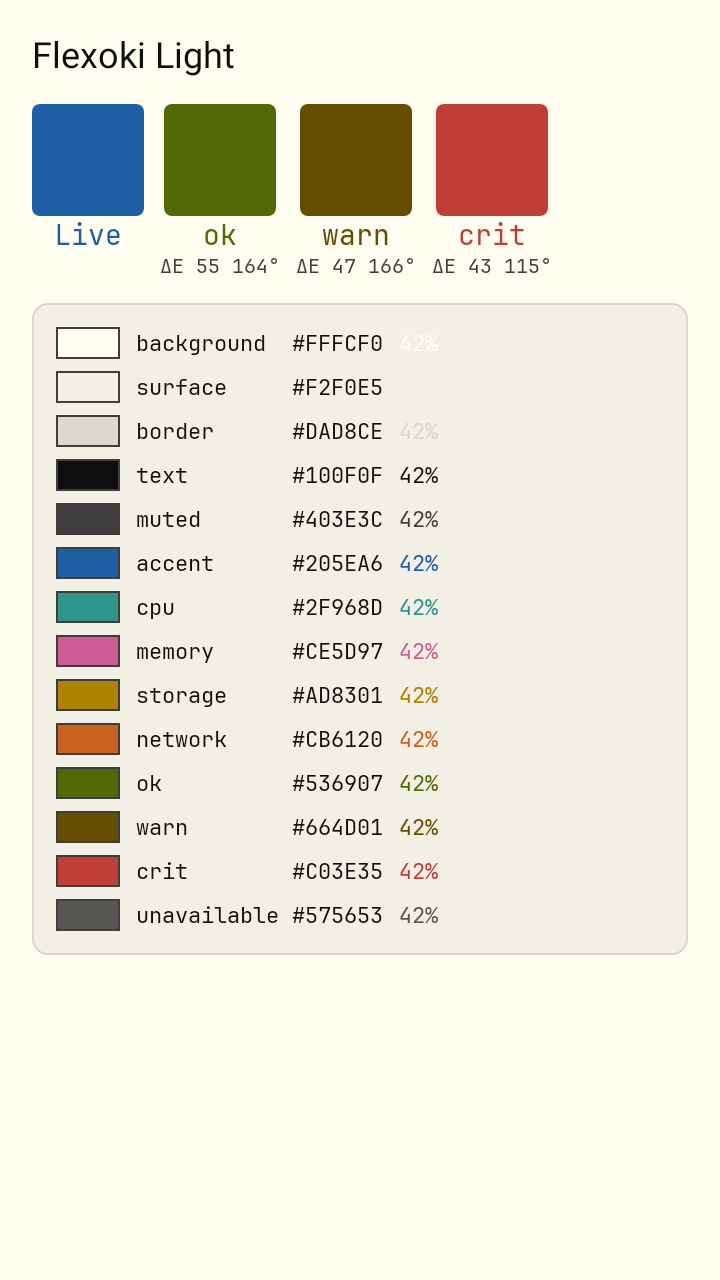 Flexoki Light
Live ok warn crit
ΔE 55 164° ΔE 47 166° ΔE 43 115°
background #FFFCF0 42%
surface #F2F0E5
border #DAD8CE 42%
text #100F0F 42%
muted #403E3C 42%
accent #205EA6 42%
cpu #2F968D 42%
memory #CE5D97 42%
storage #AD8301 42%
network #CB6120 42%
ok #536907 42%
warn #664D01 42%
crit #C03E35 42%
unavailable #575653 42%